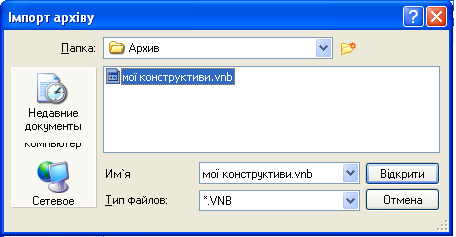 Імпорт архіву
Папка:
Архив
мої конструктиви.vnb
Недавние
документы
компьютер
Сетевое
Им`я
мої конструктиви.vnb
Відкрити
Тип файлов:
*.VNB
Отмена